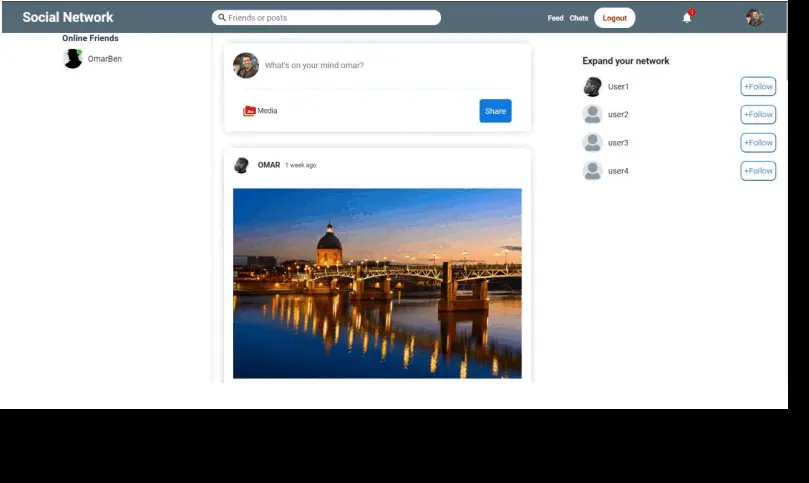 Social Network
Friends or posts
Feed Chats Logout
1
Online Friends
OmarBen
What's on your mind omar?
Media
Share
OMAR 1 week ago
Expand your network
User1 +Follow
user2 +Follow
user3 +Follow
user4 +Follow